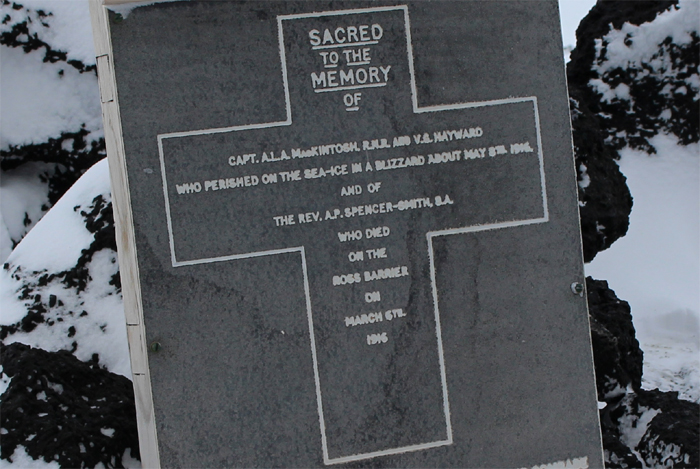 SACRED
TO THE
MEMORY
OF
CAPT. A.L.A. MacKINTOSH. R.N.R. AND V.G. HAYWARD
WHO PERISHED ON THE SEA-ICE IN A BLIZZARD ABOUT MAY 8TH. 1916.
AND OF
THE REV. A.P. SPENCER-SMITH, B.A.
WHO DIED
ON THE
ROSS BARRIER
ON
MARCH 6TH.
1916